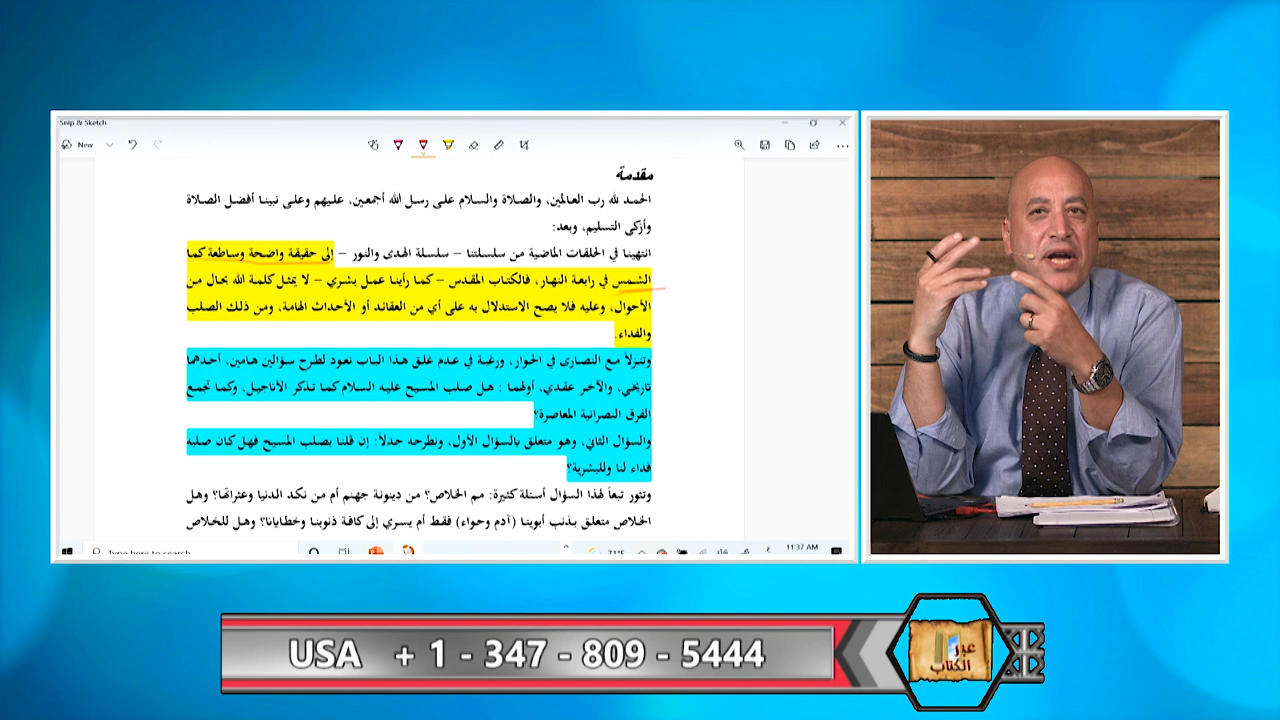 Snip & Sketch
New
مقدمة
الحمد لله رب العالمين، والصلاة والسلام على رسل الله أجمعين، عليهم وعلى نبينا أفضل الصلاة
وأزكى التسليم، وبعد:
انتهينا في الحلقات الماضية من سلسلتنا – سلسلة الهدى والنور – إلى حقيقة واضحة وساطعة كما
الشمس في رابعة النهار، فالكتاب المقدس – كما رأينا عمل بشري – لا يمثل كلمة الله بحال من
الأحوال، وعليه فلا يصح الاستدلال به على أي من العقائد أو الأحداث الهامة، ومن ذلك الصلب
والفداء.
وتنزلاً مع النصارى في الحوار، ورغبة في عدم غلق هذا الباب نعود لطرح سؤالين هامين، أحدهما
تاريخي، والآخر عقدي، أولهما : هل صلب المسيح عليه السلام كما تذكر الأناجيل، وكما تجمع
الفرق النصرانية المعاصرة؟
والسؤال الثاني، وهو متعلق بالسؤال الأول، ونطرحه جدلاً: إن قلنا بصلب المسيح فهل كان صلبه
فداء لنا وللبشرية؟
وتثور تبعاً لهذا السؤال أسئلة كثيرة: مم الخلاص؟ من دينونة جهنم أم من نكد الدنيا وعثراتها؟ وهل
الخلاص متعلق بذنب أبوينا (آدم وحواء) فقط أم يسري إلى كافة ذنوبنا وخطايانا؟ وهل للخلاص
Type here to search
71°F
11:37 AM
USA + 1 - 347 - 809 - 5444
عبر
الكتاب